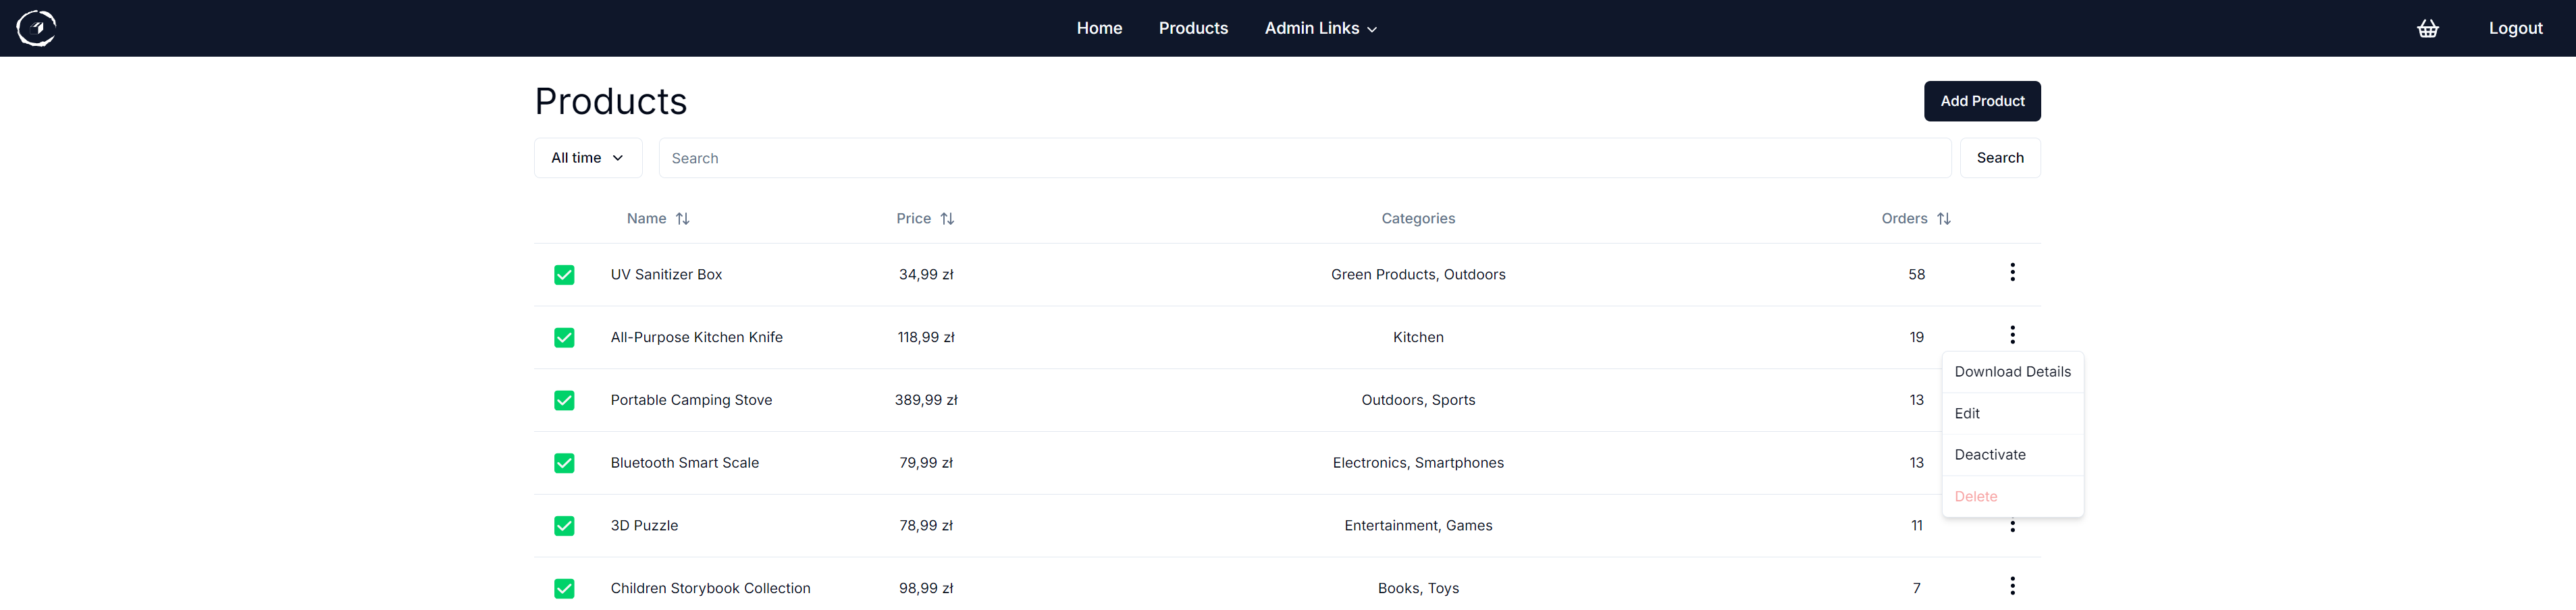 Home Products Admin Links Logout
Products Add Product
All time Search Search
Name Price Categories Orders
UV Sanitizer Box 34,99 zł Green Products, Outdoors 58
All-Purpose Kitchen Knife 118,99 zł Kitchen 19
Download Details
Portable Camping Stove 389,99 zł Outdoors, Sports 13
Edit
Deactivate
Bluetooth Smart Scale 79,99 zł Electronics, Smartphones 13
Delete
3D Puzzle 78,99 zł Entertainment, Games 11
Children Storybook Collection 98,99 zł Books, Toys 7